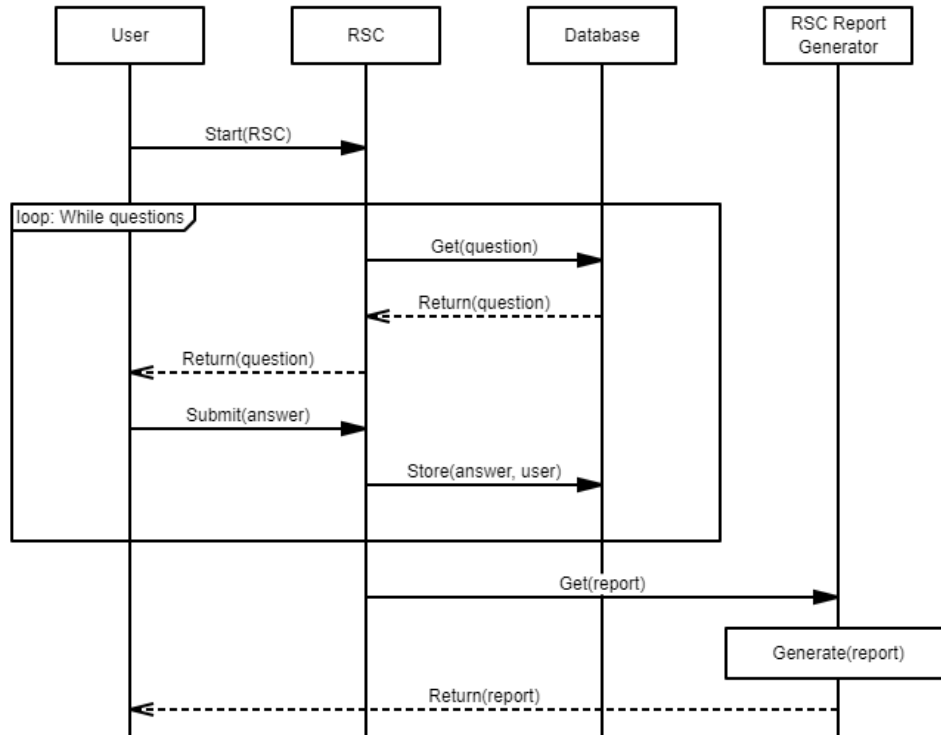 User
RSC
Database
RSC Report
Generator
Start(RSC)
loop: While questions
Get(question)
Return(question)
Return(question)
Submit(answer)
Store(answer, user)
Get(report)
Generate(report)
Return(report)